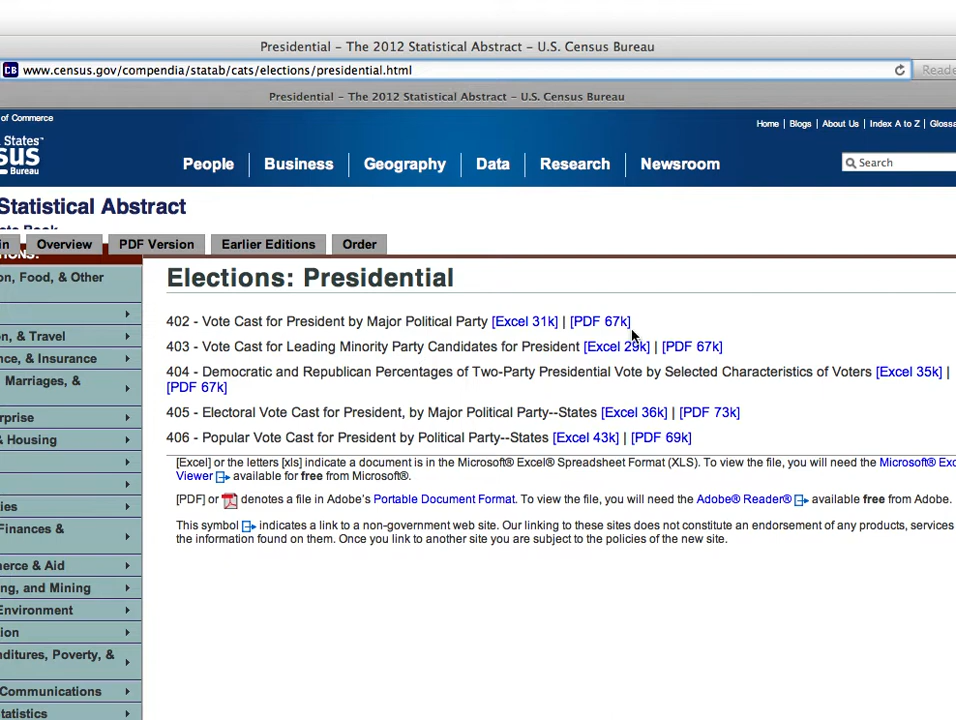 Presidential – The 2012 Statistical Abstract – U.S. Census Bureau
CB www.census.gov/compendia/statab/cats/elections/presidential.html Reade
Presidential – The 2012 Statistical Abstract – U.S. Census Bureau
of Commerce
Home | Blogs | About Us | Index A to Z | Glossa
States™
sus
Bureau
People | Business | Geography | Data | Research | Newsroom
Search
Statistical Abstract
in Overview PDF Version Earlier Editions Order
Elections: Presidential
on, Food, & Other
n, & Travel
nce, & Insurance
Marriages, &
rprise
& Housing
ies
Finances &
nerce & Aid
ng, and Mining
Environment
ion
nditures, Poverty, &
Communications
Statistics
402 - Vote Cast for President by Major Political Party [Excel 31k] | [PDF 67k]
403 - Vote Cast for Leading Minority Party Candidates for President [Excel 29k] | [PDF 67k]
404 - Democratic and Republican Percentages of Two-Party Presidential Vote by Selected Characteristics of Voters [Excel 35k] |
[PDF 67k]
405 - Electoral Vote Cast for President, by Major Political Party--States [Excel 36k] | [PDF 73k]
406 - Popular Vote Cast for President by Political Party--States [Excel 43k] | [PDF 69k]
[Excel] or the letters [xls] indicate a document is in the Microsoft® Excel® Spreadsheet Format (XLS). To view the file, you will need the Microsoft® Exc
Viewer available for free from Microsoft®.
[PDF] or denotes a file in Adobe's Portable Document Format. To view the file, you will need the Adobe® Reader® available free from Adobe.
This symbol indicates a link to a non-government web site. Our linking to these sites does not constitute an endorsement of any products, services
the information found on them. Once you link to another site you are subject to the policies of the new site.